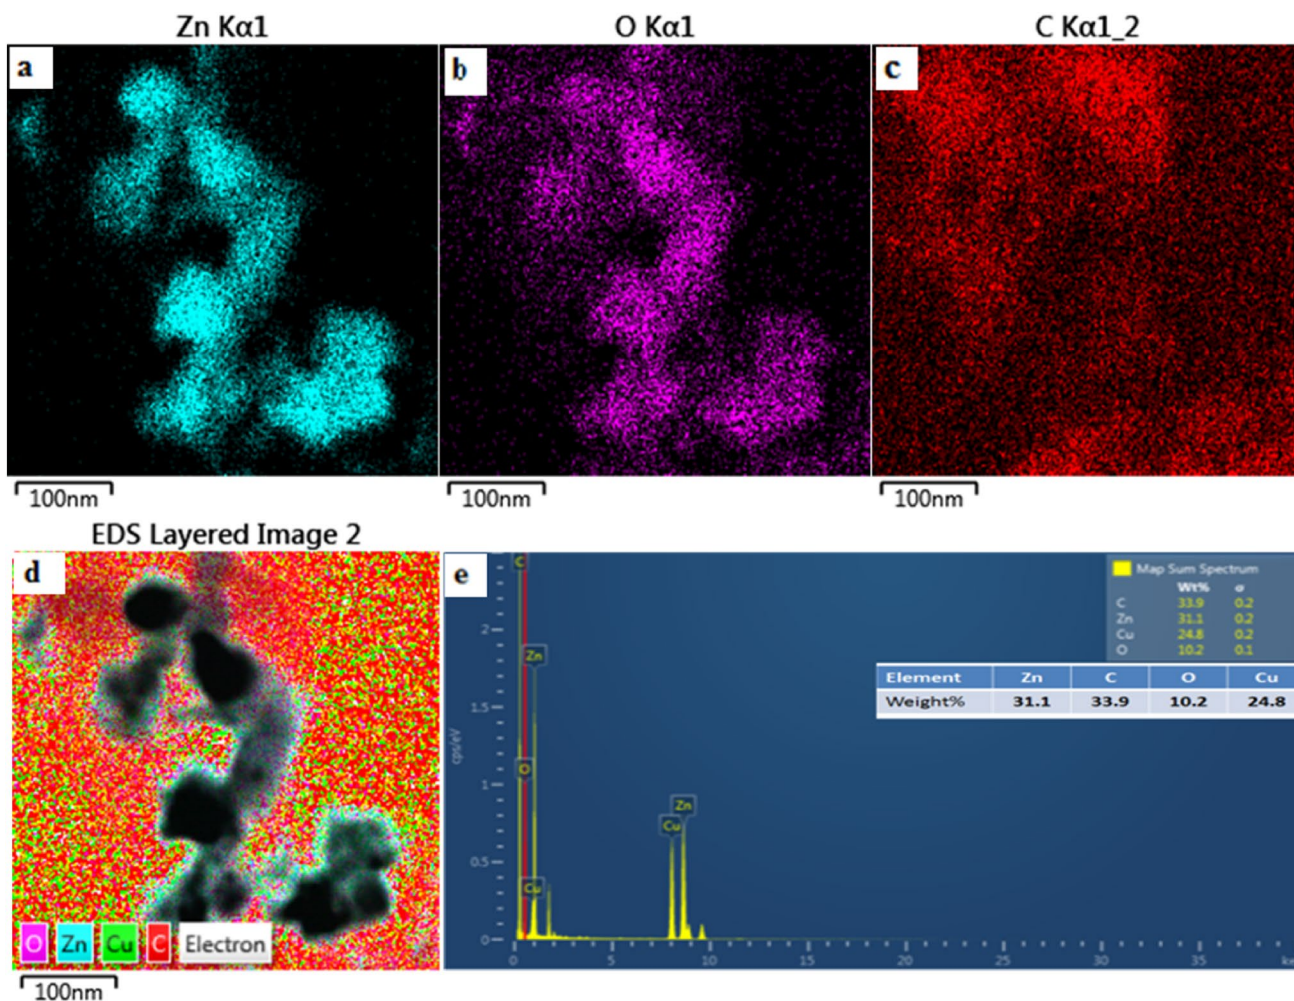 Zn Kα1
O Kα1
C Kα1_2
a
b
c
100nm
100nm
100nm
EDS Layered Image 2
d
O Zn Cu C Electron
100nm
e
C
Zn
O
Cu
Cu
Zn
2
1.5
1
0.5
0
cps/eV
0 5 10 15 20 25 30 35 ke
Map Sum Spectrum
Wt% σ
C 33.9 0.2
Zn 31.1 0.2
Cu 24.8 0.2
O 10.2 0.1
Element Zn C O Cu
Weight% 31.1 33.9 10.2 24.8